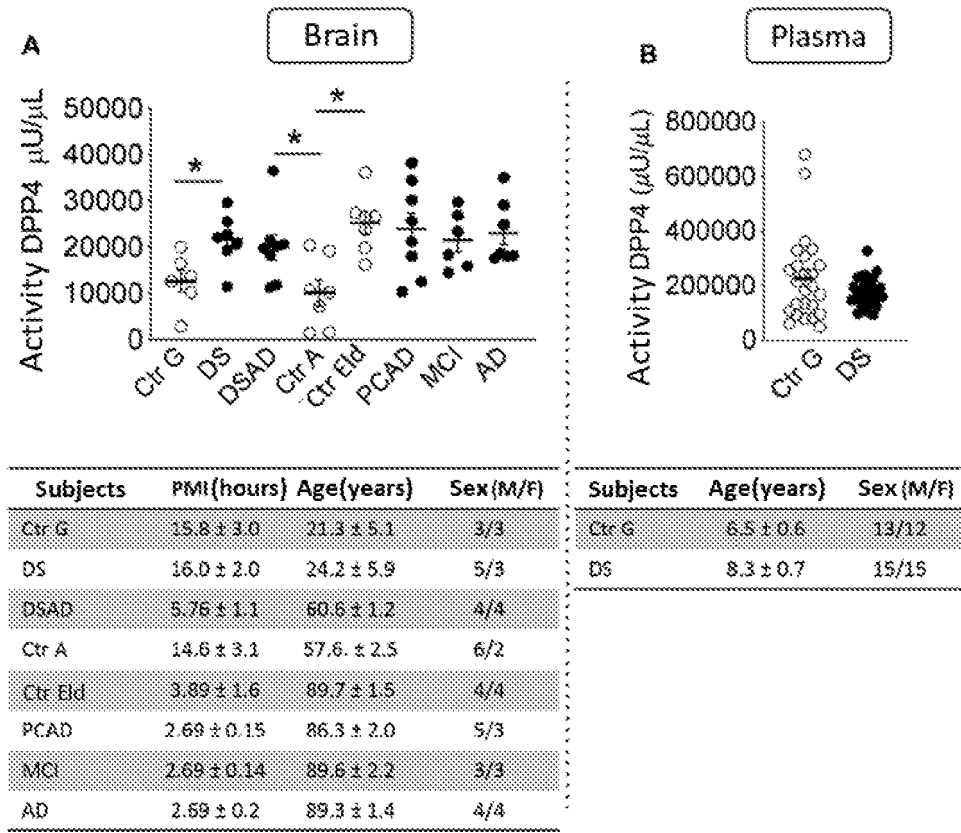 A
Brain
Activity DPP4 μU/μL
50000
40000
30000
20000
10000
0
*
*
*
Ctr G
DS
DSAD
Ctr A
Ctr Eld
PCAD
MCI
AD
B
Plasma
Activity DPP4 (μU/μL)
800000
600000
400000
200000
0
Ctr G
DS
Subjects PMI(hours) Age(years) Sex(M/F)
Ctr G 15.8 ± 3.0 21.3 ± 5.1 3/3
DS 16.0 ± 2.0 24.2 ± 5.9 5/3
DSAD 5.76 ± 1.1 60.6 ± 1.2 4/4
Ctr A 14.6 ± 3.1 57.6. ± 2.5 6/2
Ctr Eld 3.89 ± 1.6 89.7 ± 1.5 4/4
PCAD 2.69 ± 0.15 86.3 ± 2.0 5/3
MCI 2.69 ± 0.14 89.6 ± 2.2 3/3
AD 2.69 ± 0.2 89.3 ± 1.4 4/4
Subjects Age(years) Sex(M/F)
Ctr G 6.5 ± 0.6 13/12
DS 8.3 ± 0.7 15/15